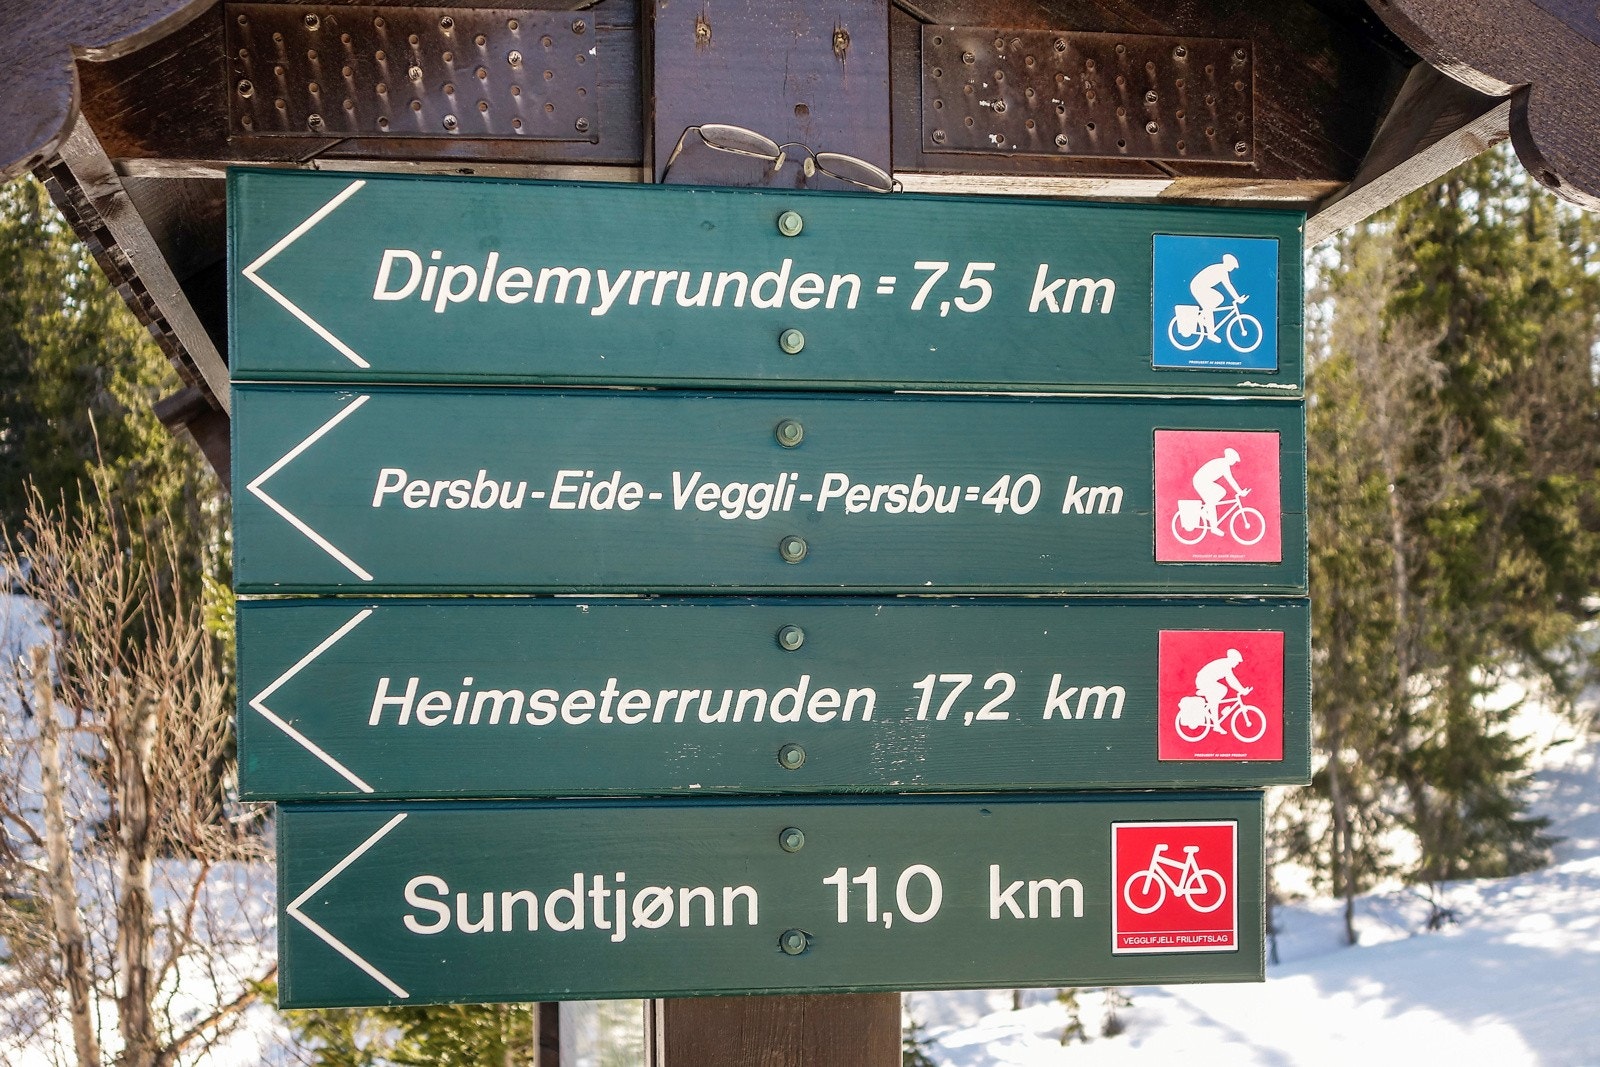 Diplemyrrunden = 7,5 km
Persbu-Eide-Veggli-Persbu=40 km
Heimseterrunden 17,2 km
Sundtjønn 11,0 km
VEGGLIFJELL FRILUFTSLAG